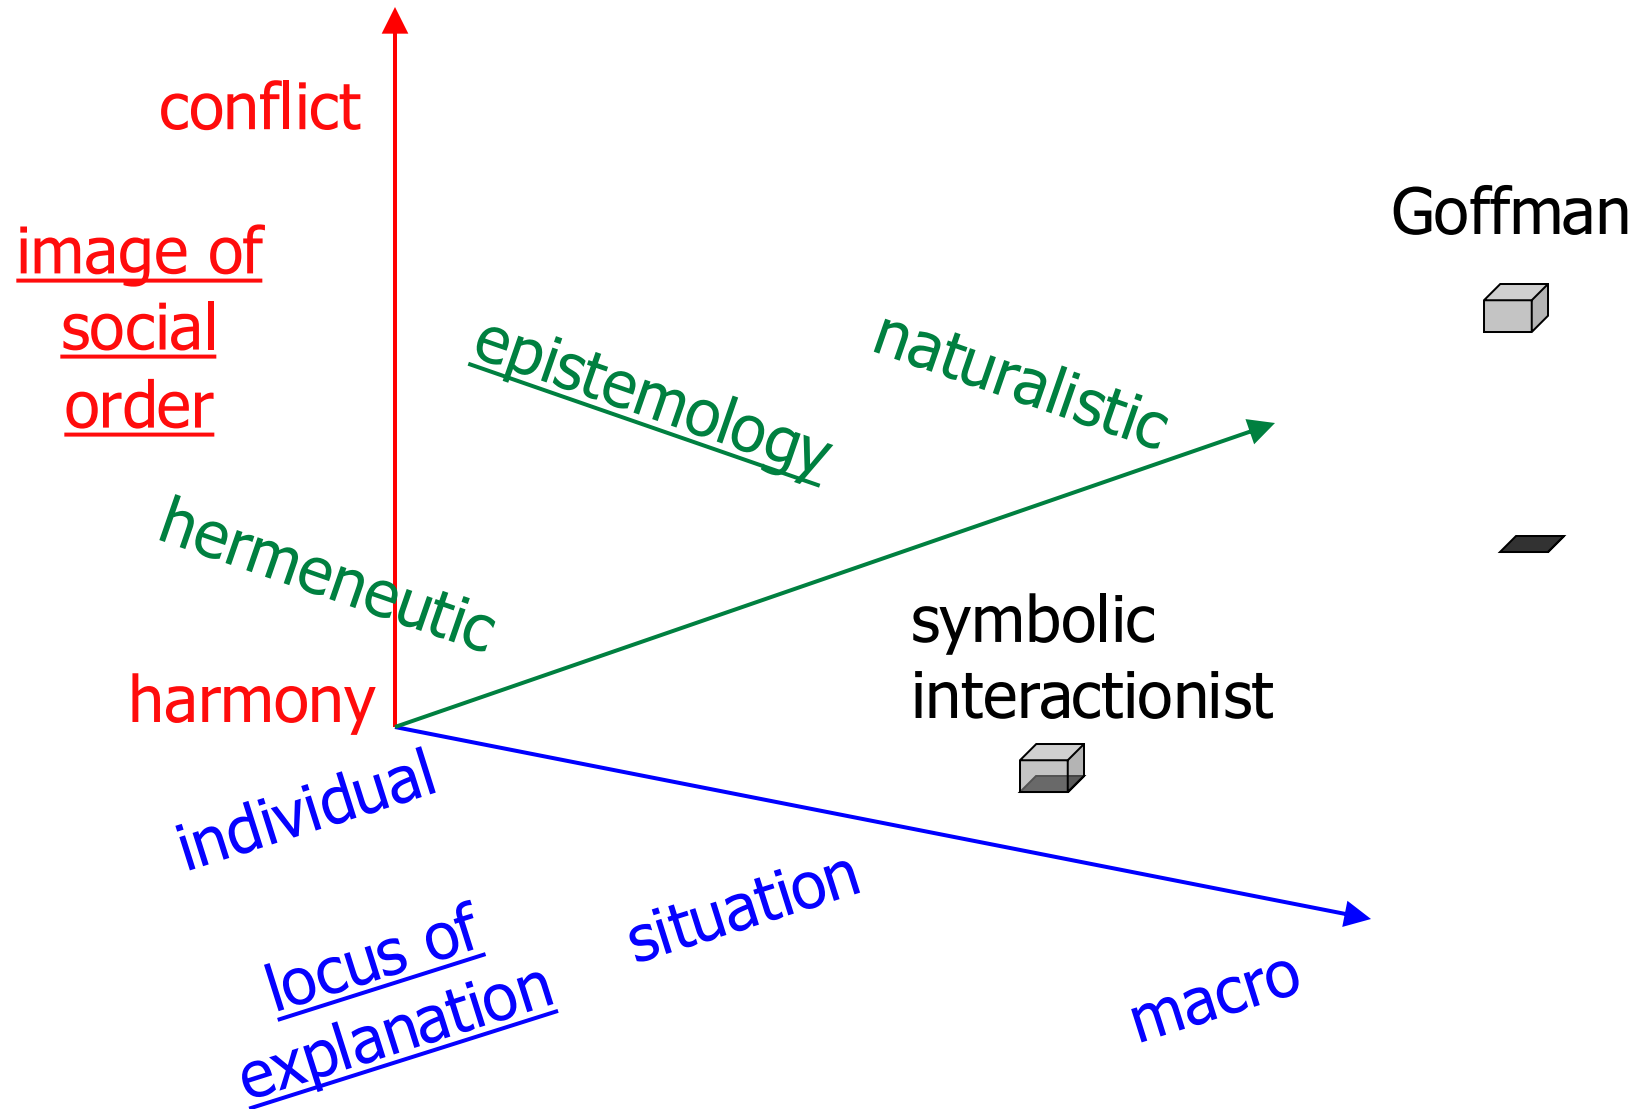 conflict
Goffman
image of
social
order
epistemology
naturalistic
hermeneutic
symbolic
interactionist
harmony
individual
situation
locus of
explanation
macro